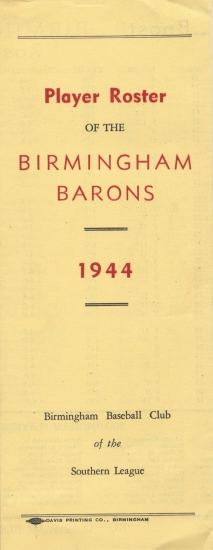 Player Roster
OF THE
BIRMINGHAM
BARONS
1944
Birmingham Baseball Club
of the
Southern League
DAVIS PRINTING CO., BIRMINGHAM